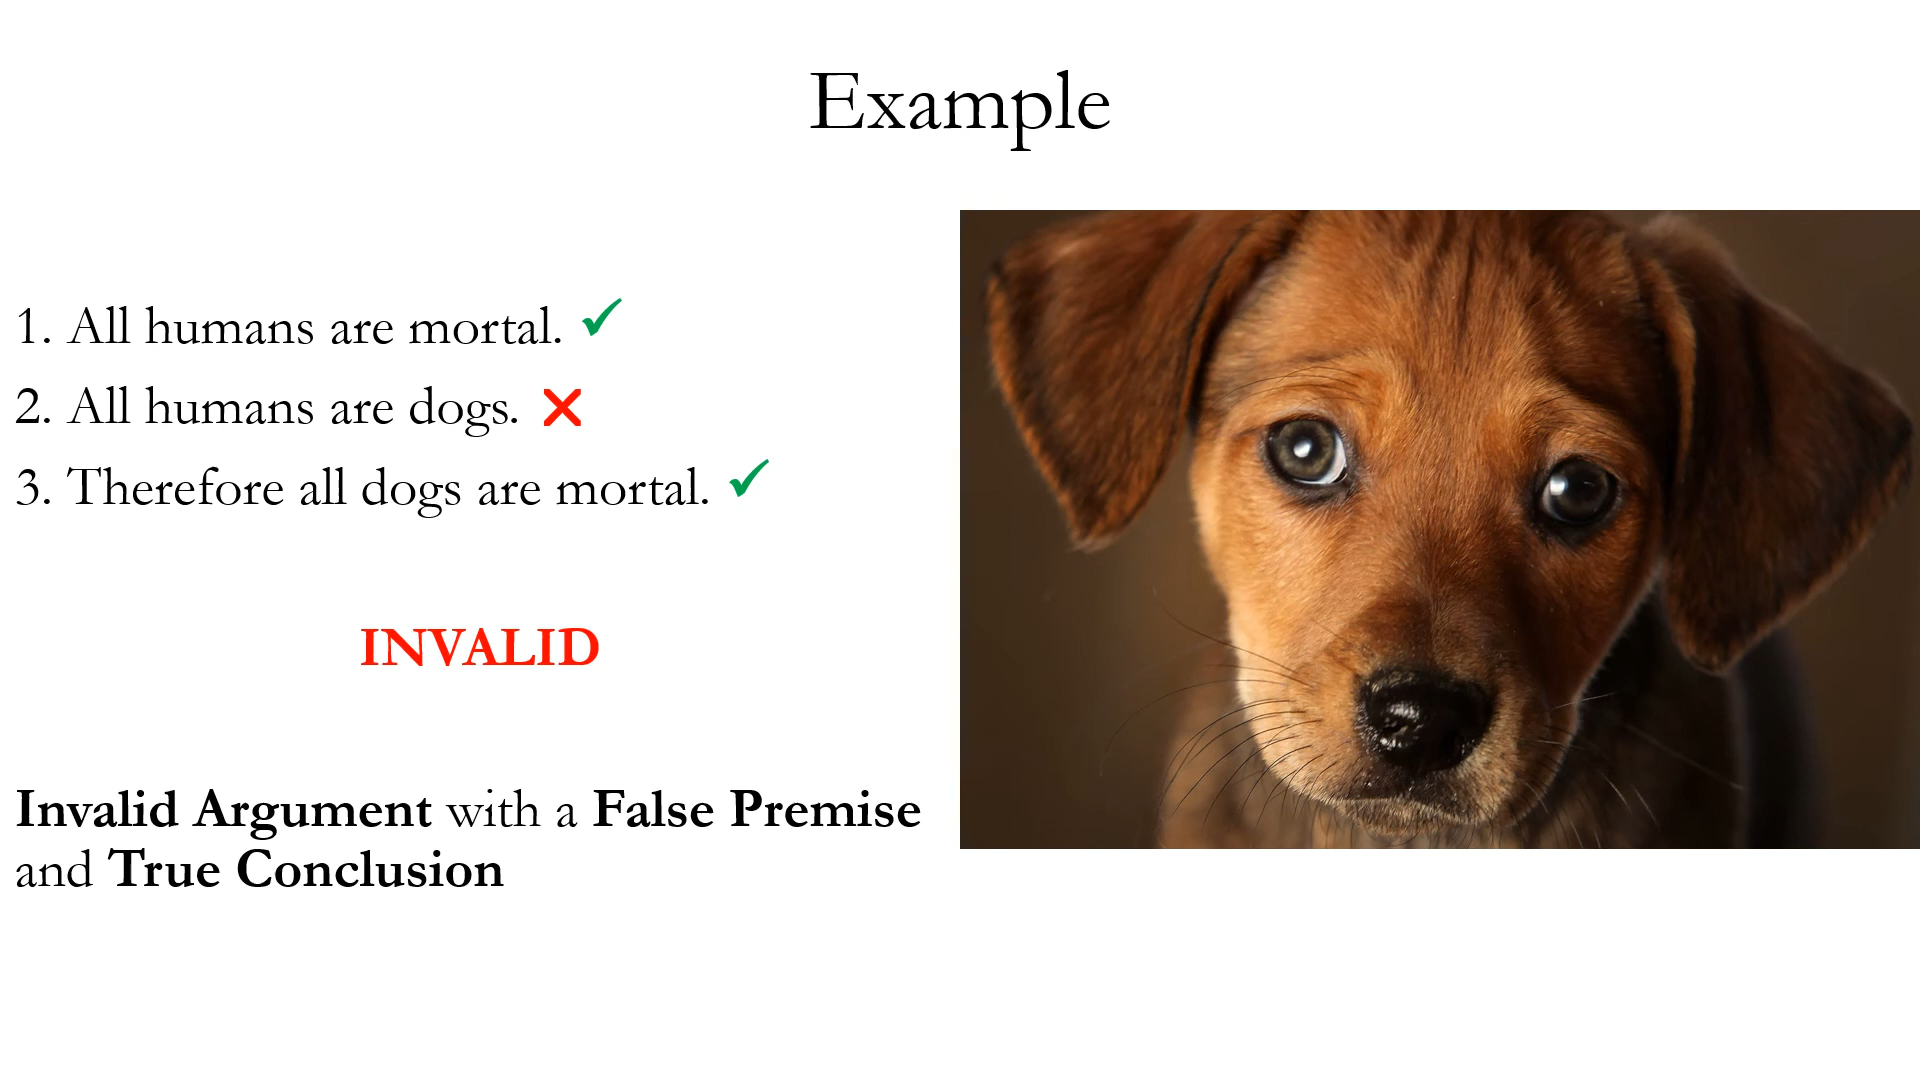 Example
1. All humans are mortal. ✓
2. All humans are dogs. ✗
3. Therefore all dogs are mortal. ✓
INVALID
Invalid Argument with a False Premise
and True Conclusion